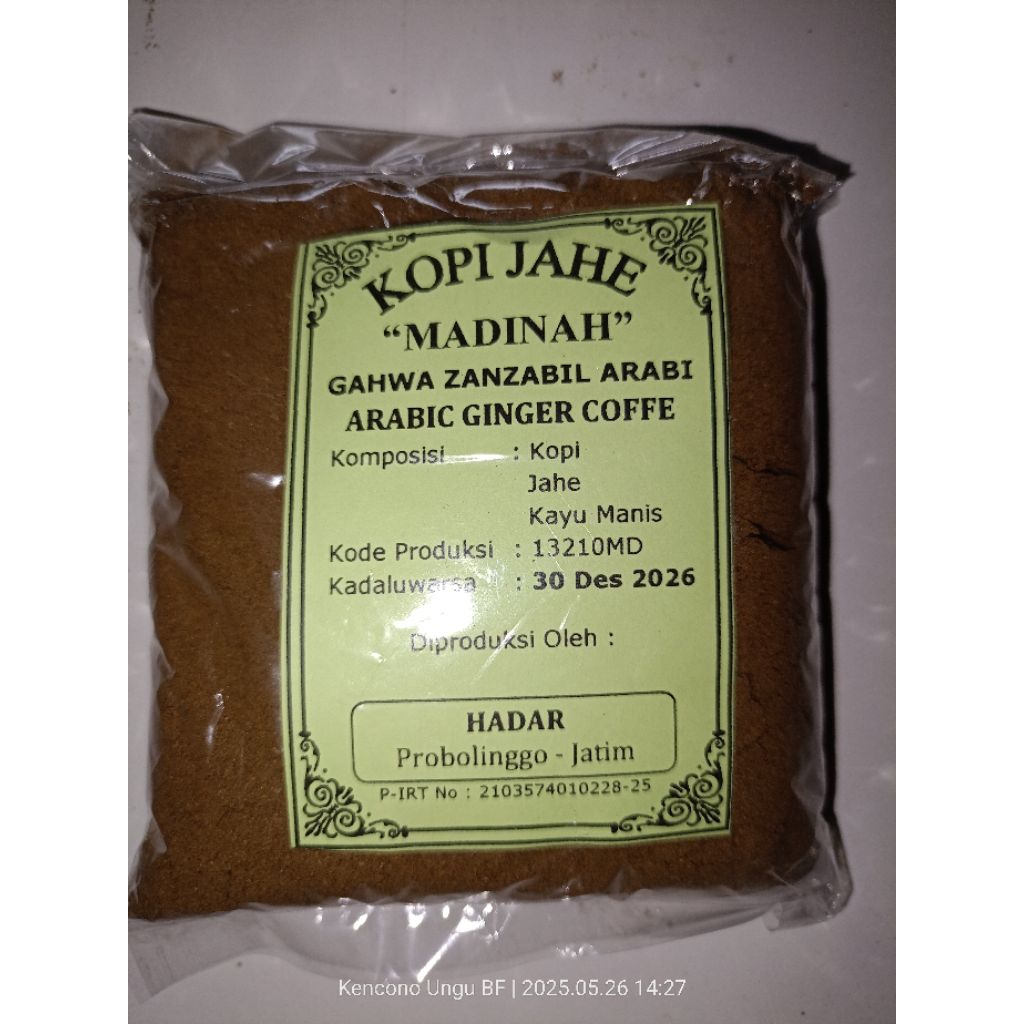 KOPI JAHE
“MADINAH”
GAHWA ZANZABIL ARABI
ARABIC GINGER COFFE
Komposisi : Kopi
Jahe
Kayu Manis
Kode Produksi : 13210MD
Kadaluwarsa : 30 Des 2026
Diproduksi Oleh :
HADAR
Probolinggo - Jatim
P-IRT No : 2103574010228-25
Kencono Ungu BF | 2025.05.26 14:27